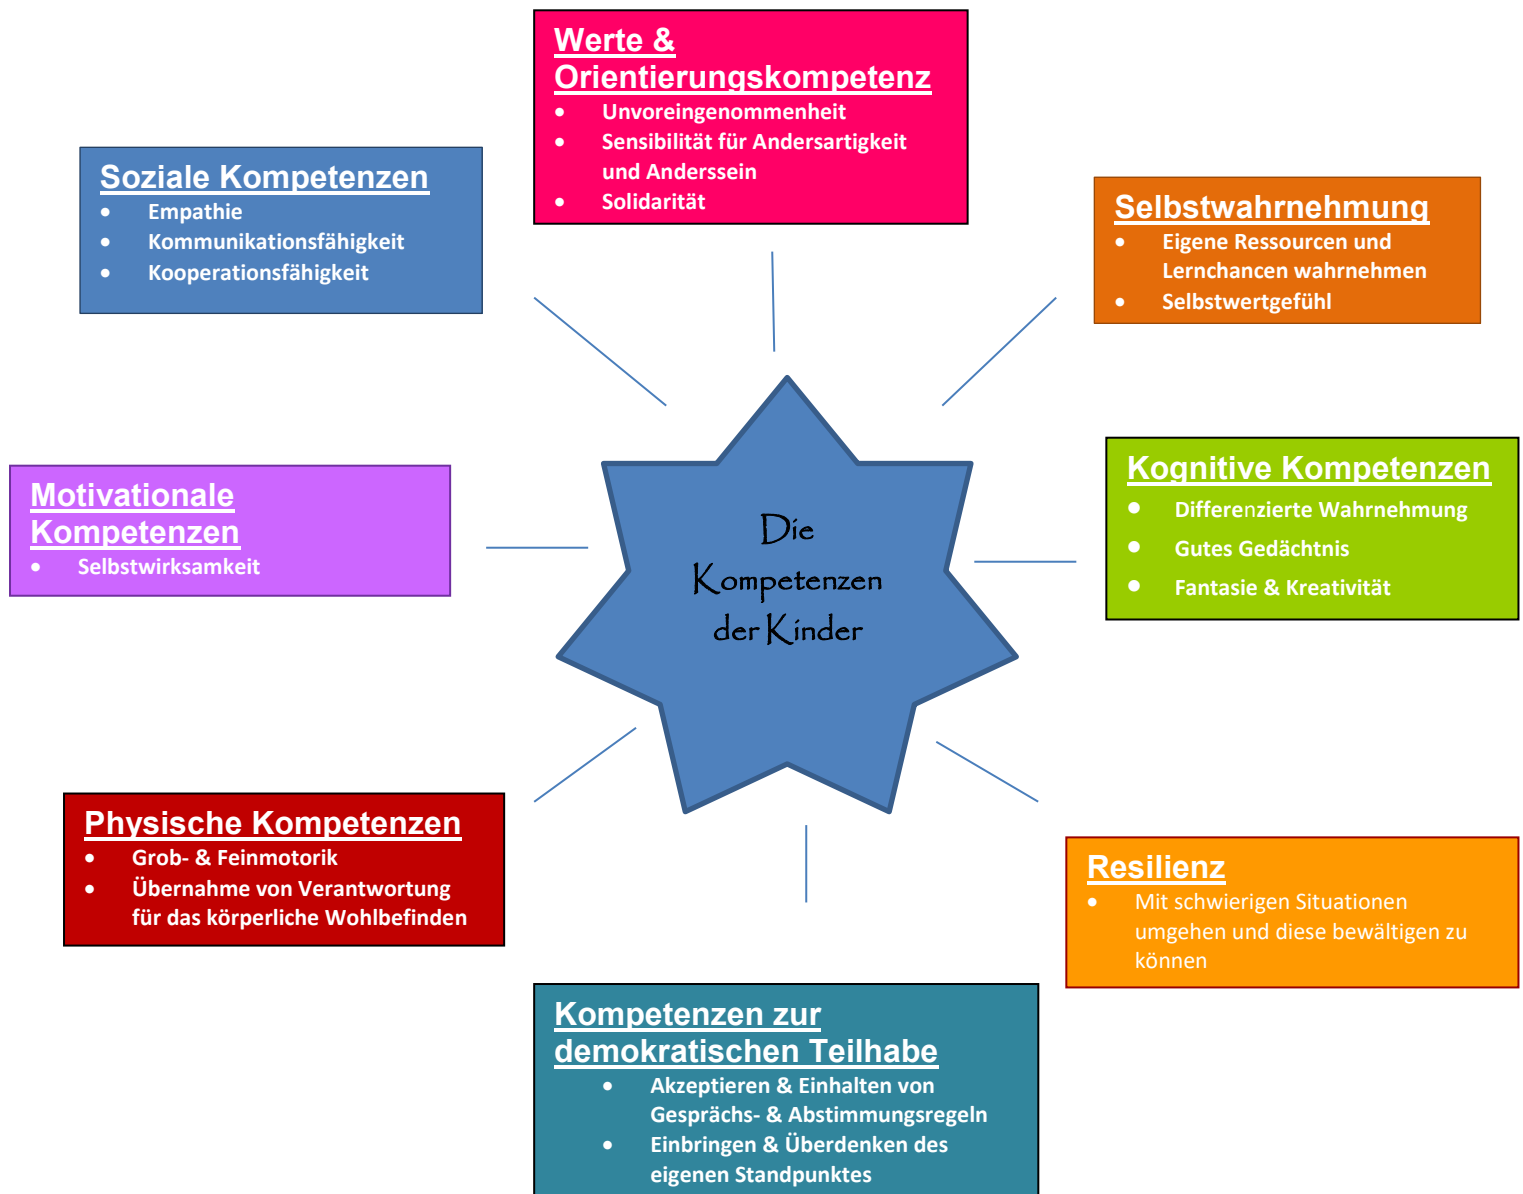 Werte &
Orientierungskompetenz
• Unvoreingenommenheit
• Sensibilität für Andersartigkeit
und Anderssein
• Solidarität
Soziale Kompetenzen
• Empathie
• Kommunikationsfähigkeit
• Kooperationsfähigkeit
Selbstwahrnehmung
• Eigene Ressourcen und
Lernchancen wahrnehmen
• Selbstwertgefühl
Motivationale
Kompetenzen
• Selbstwirksamkeit
Die
Kompetenzen
der Kinder
Kognitive Kompetenzen
• Differenzierte Wahrnehmung
• Gutes Gedächtnis
• Fantasie & Kreativität
Physische Kompetenzen
• Grob- & Feinmotorik
• Übernahme von Verantwortung
für das körperliche Wohlbefinden
Resilienz
• Mit schwierigen Situationen
umgehen und diese bewältigen zu
können
Kompetenzen zur
demokratischen Teilhabe
• Akzeptieren & Einhalten von
Gesprächs- & Abstimmungsregeln
• Einbringen & Überdenken des
eigenen Standpunktes